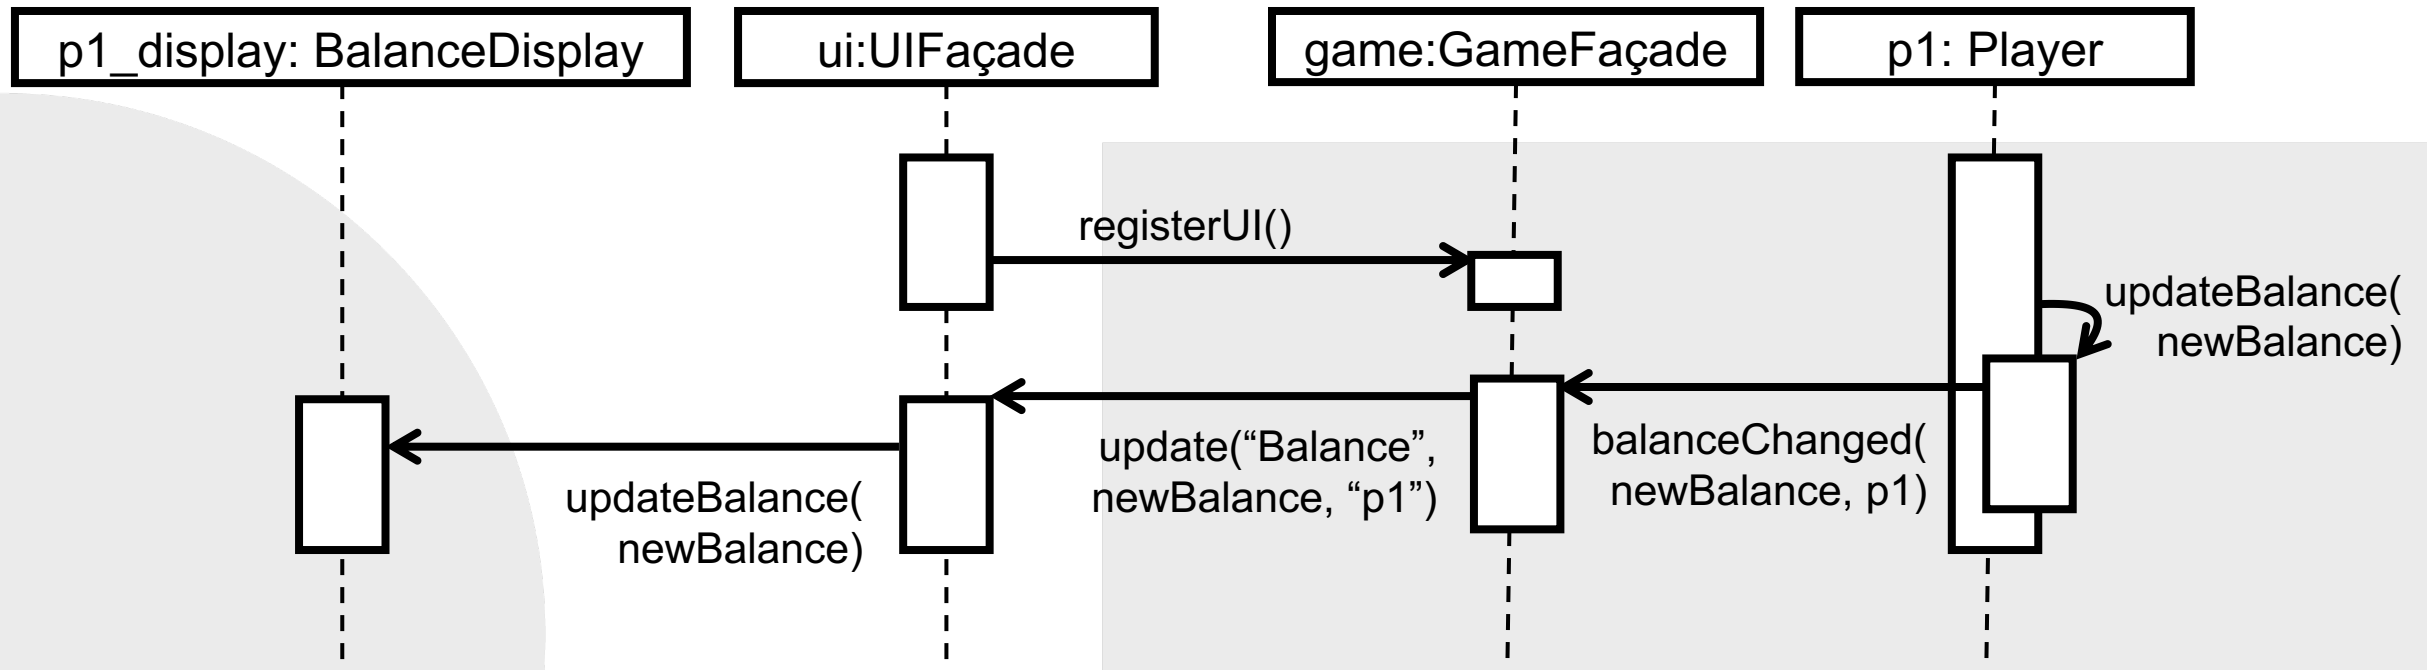 p1_display: BalanceDisplay
ui:UIFaçade
game:GameFaçade
p1: Player
registerUI()
updateBalance(
newBalance)
balanceChanged(
newBalance, p1)
update(“Balance”,
newBalance, “p1”)
updateBalance(
newBalance)